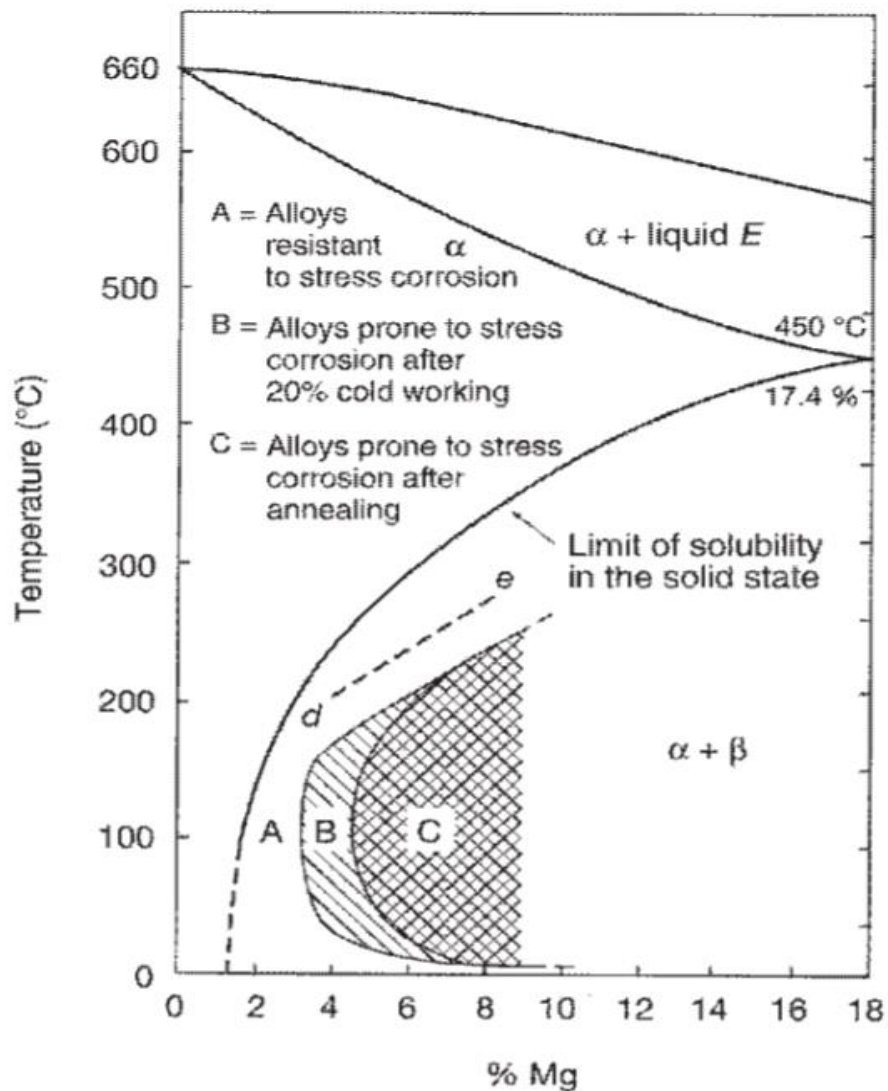 660
600
500
400
300
200
100
0
Temperature (°C)
A = Alloys
resistant
to stress corrosion
α
B = Alloys prone to stress
corrosion after
20% cold working
C = Alloys prone to stress
corrosion after
annealing
α + liquid E
450 °C
17.4 %
Limit of solubility
in the solid state
e
d
A
B
C
α + β
0
2
4
6
8
10
12
14
16
18
% Mg